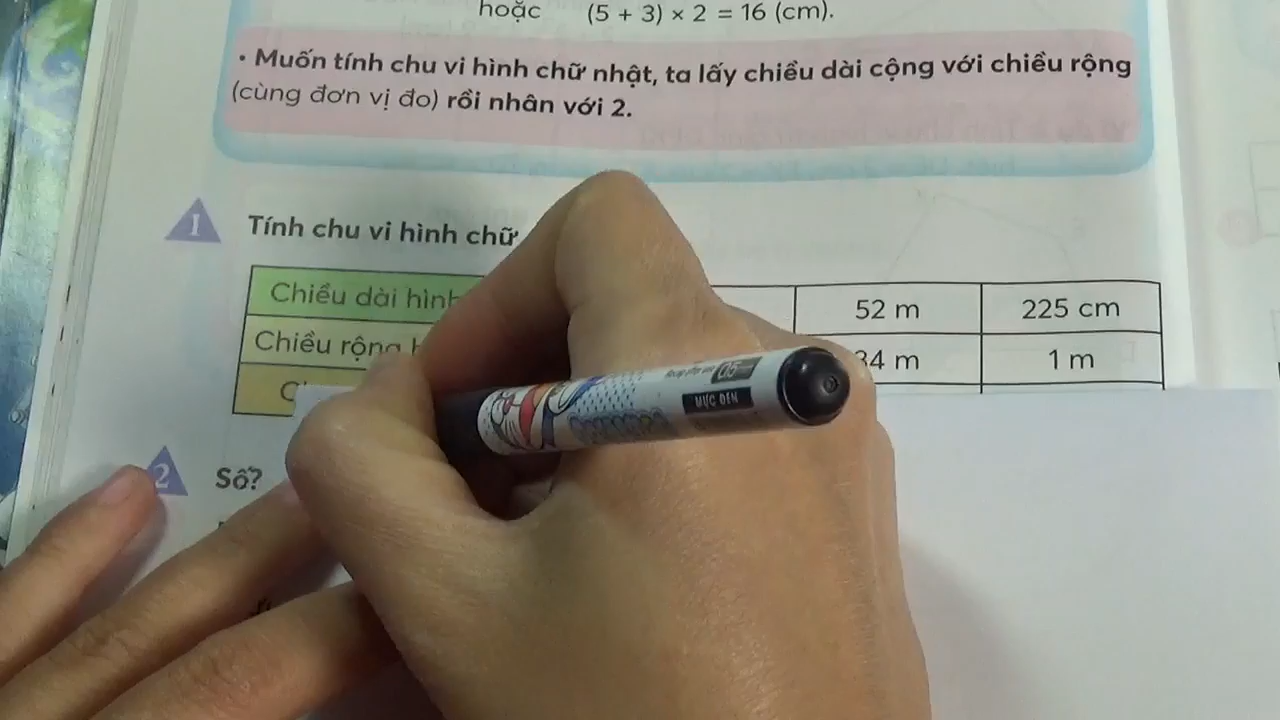 hoặc (5 + 3) × 2 = 16 (cm).
• Muốn tính chu vi hình chữ nhật, ta lấy chiều dài cộng với chiều rộng
(cùng đơn vị đo) rồi nhân với 2.
1 Tính chu vi hình chữ
Chiều dài hình 52 m 225 cm
Chiều rộng 34 m 1 m
05
MỰC ĐEN
2 Số?